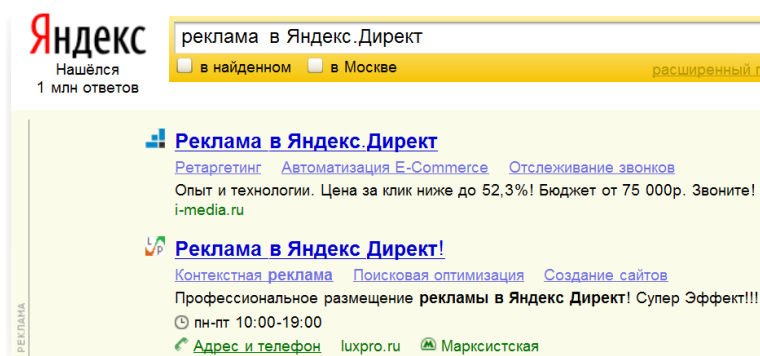 Яндекс
Нашёлся
1 млн ответов
реклама в Яндекс.Директ
в найденном в Москве
расширенный
Реклама в Яндекс.Директ
Ретаргетинг Автоматизация E-Commerce Отслеживание звонков
Опыт и технологии. Цена за клик ниже до 52,3%! Бюджет от 75 000р. Звоните!
i-media.ru
Реклама в Яндекс Директ!
Контекстная реклама Поисковая оптимизация Создание сайтов
Профессиональное размещение рекламы в Яндекс Директ! Супер Эффект!!!
пн-пт 10:00-19:00
Адрес и телефон luxpro.ru Марксистская
РЕКЛАМА